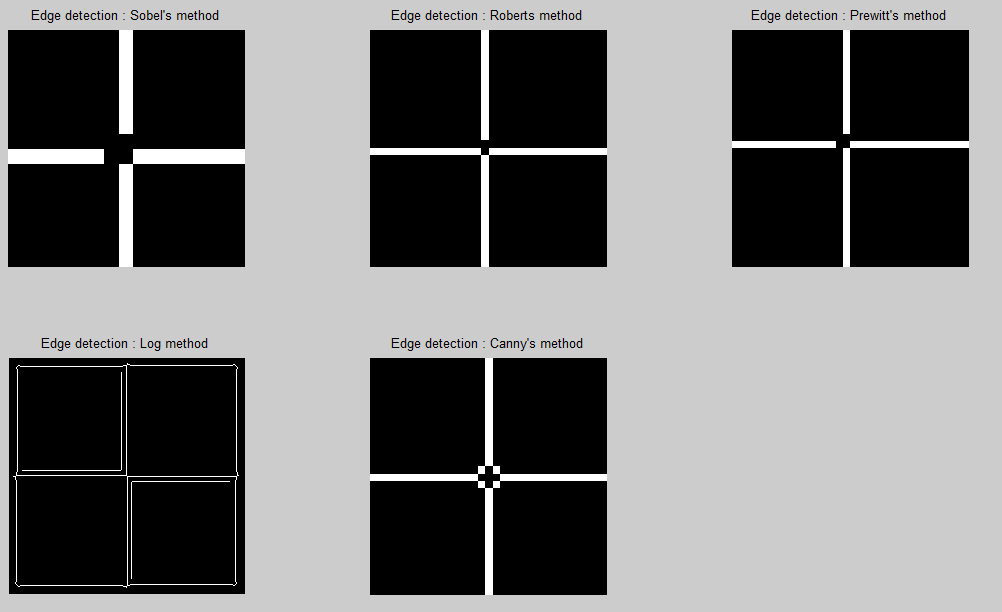 Edge detection : Sobel's method
Edge detection : Roberts method
Edge detection : Prewitt's method
Edge detection : Log method
Edge detection : Canny's method